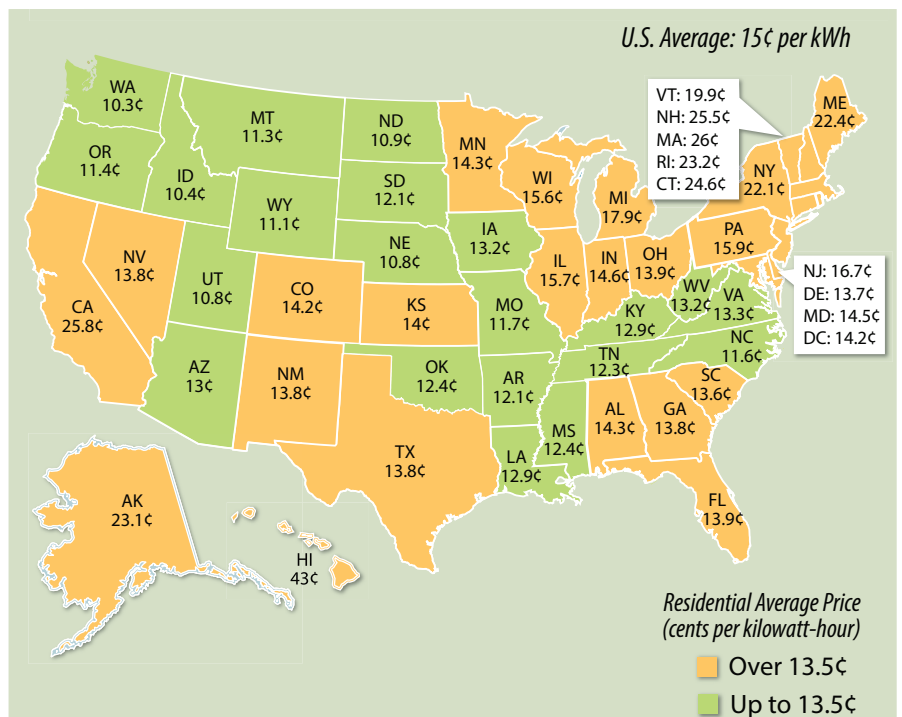 U.S. Average: 15¢ per kWh
WA
10.3¢
MT
11.3¢
ND
10.9¢
MN
14.3¢
VT: 19.9¢
NH: 25.5¢
MA: 26¢
RI: 23.2¢
CT: 24.6¢
ME
22.4¢
OR
11.4¢
ID
10.4¢
WY
11.1¢
SD
12.1¢
WI
15.6¢
MI
17.9¢
NY
22.1¢
NV
13.8¢
UT
10.8¢
CO
14.2¢
NE
10.8¢
IA
13.2¢
IL
15.7¢
IN
14.6¢
OH
13.9¢
PA
15.9¢
NJ: 16.7¢
DE: 13.7¢
MD: 14.5¢
DC: 14.2¢
CA
25.8¢
KS
14¢
MO
11.7¢
KY
12.9¢
WV
13.2¢
VA
13.3¢
AZ
13¢
NM
13.8¢
OK
12.4¢
AR
12.1¢
TN
12.3¢
NC
11.6¢
SC
13.6¢
TX
13.8¢
LA
12.9¢
MS
12.4¢
AL
14.3¢
GA
13.8¢
FL
13.9¢
AK
23.1¢
HI
43¢
Residential Average Price
(cents per kilowatt-hour)
Over 13.5¢
Up to 13.5¢